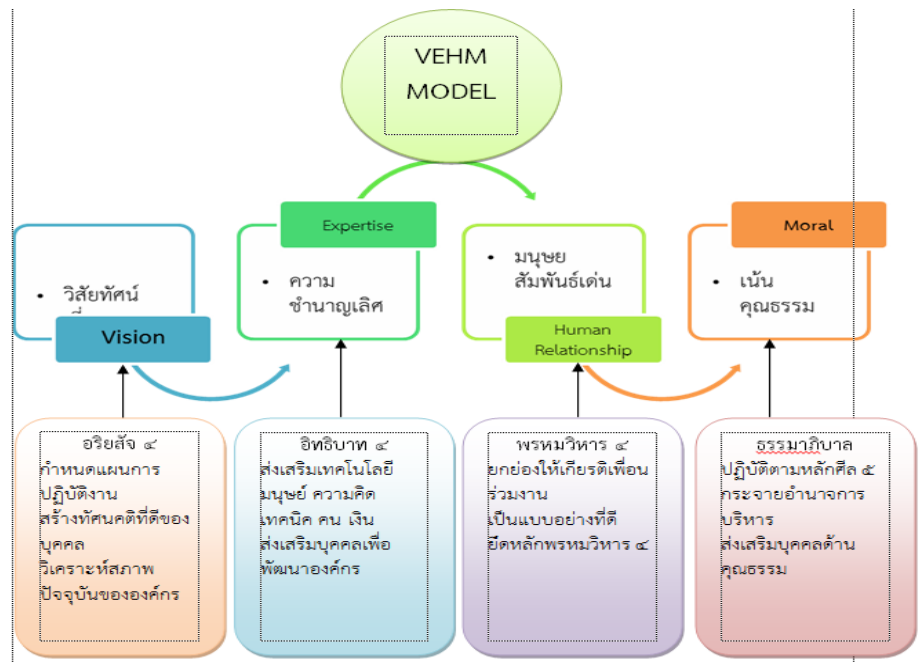 VEHM
MODEL
• วิสัยทัศน์
Vision
Expertise
• ความ
ชำนาญเลิศ
• มนุษย
สัมพันธ์เด่น
Human
Relationship
Moral
• เน้น
คุณธรรม
อริยสัจ ๔
กำหนดแผนการ
ปฏิบัติงาน
สร้างทัศนคติที่ดีของ
บุคคล
วิเคราะห์สภาพ
ปัจจุบันขององค์กร
อิทธิบาท ๔
ส่งเสริมเทคโนโลยี
มนุษย์ ความคิด
เทคนิค คน เงิน
ส่งเสริมบุคคลเพื่อ
พัฒนาองค์กร
พรหมวิหาร ๔
ยกย่องให้เกียรติเพื่อน
ร่วมงาน
เป็นแบบอย่างที่ดี
ยึดหลักพรหมวิหาร ๔
ธรรมาภิบาล
ปฏิบัติตามหลักศีล ๕
กระจายอำนาจการ
บริหาร
ส่งเสริมบุคคลด้าน
คุณธรรม